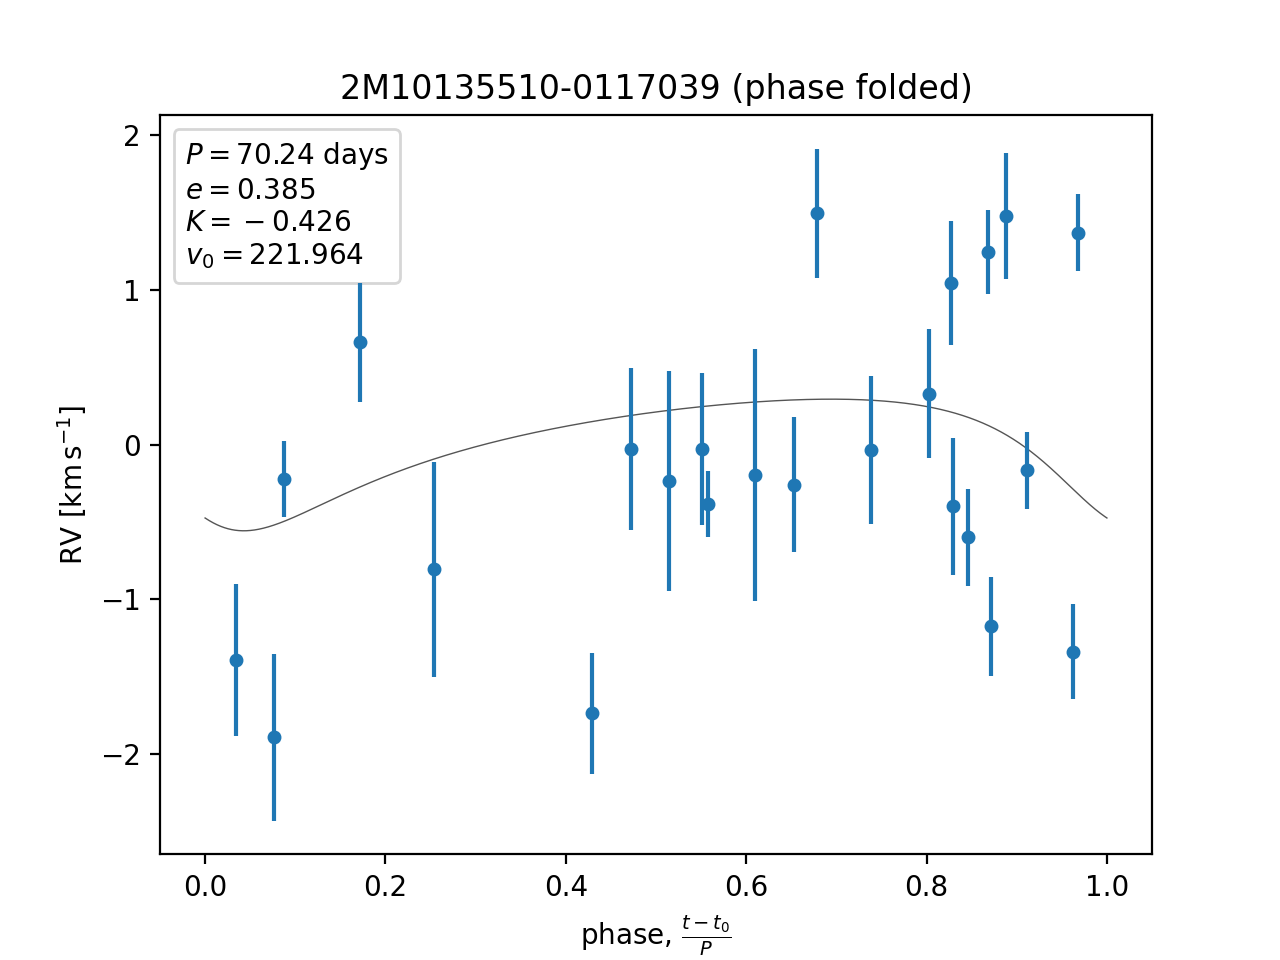 2M10135510-0117039 (phase folded)
P = 70.24 days
e = 0.385
K = −0.426
v₀ = 221.964
2
1
0
−1
−2
RV [km s⁻¹]
0.0 0.2 0.4 0.6 0.8 1.0
phase, (t − t₀)/P